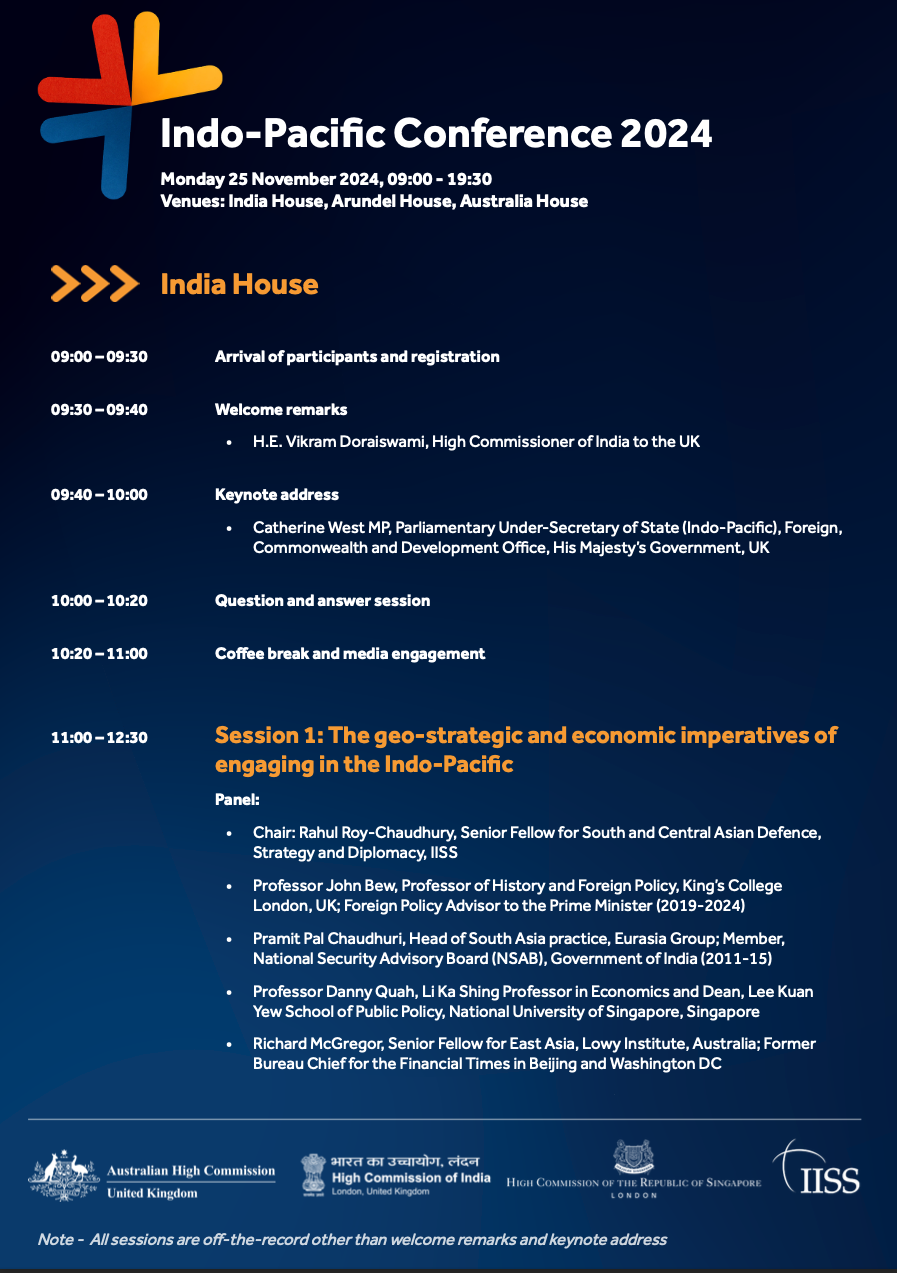 Indo-Pacific Conference 2024
Monday 25 November 2024, 09:00 - 19:30
Venues: India House, Arundel House, Australia House
India House
09:00 – 09:30 Arrival of participants and registration
09:30 – 09:40 Welcome remarks
• H.E. Vikram Doraiswami, High Commissioner of India to the UK
09:40 – 10:00 Keynote address
• Catherine West MP, Parliamentary Under-Secretary of State (Indo-Pacific), Foreign,
Commonwealth and Development Office, His Majesty's Government, UK
10:00 – 10:20 Question and answer session
10:20 – 11:00 Coffee break and media engagement
11:00 – 12:30 Session 1: The geo-strategic and economic imperatives of
engaging in the Indo-Pacific
Panel:
• Chair: Rahul Roy-Chaudhury, Senior Fellow for South and Central Asian Defence,
Strategy and Diplomacy, IISS
• Professor John Bew, Professor of History and Foreign Policy, King's College
London, UK; Foreign Policy Advisor to the Prime Minister (2019-2024)
• Pramit Pal Chaudhuri, Head of South Asia practice, Eurasia Group; Member,
National Security Advisory Board (NSAB), Government of India (2011-15)
• Professor Danny Quah, Li Ka Shing Professor in Economics and Dean, Lee Kuan
Yew School of Public Policy, National University of Singapore, Singapore
• Richard McGregor, Senior Fellow for East Asia, Lowy Institute, Australia; Former
Bureau Chief for the Financial Times in Beijing and Washington DC
Australian High Commission
United Kingdom
भारत का उच्चायोग, लंदन
High Commission of India
London, United Kingdom
HIGH COMMISSION OF THE REPUBLIC OF SINGAPORE
LONDON
IISS
Note - All sessions are off-the-record other than welcome remarks and keynote address